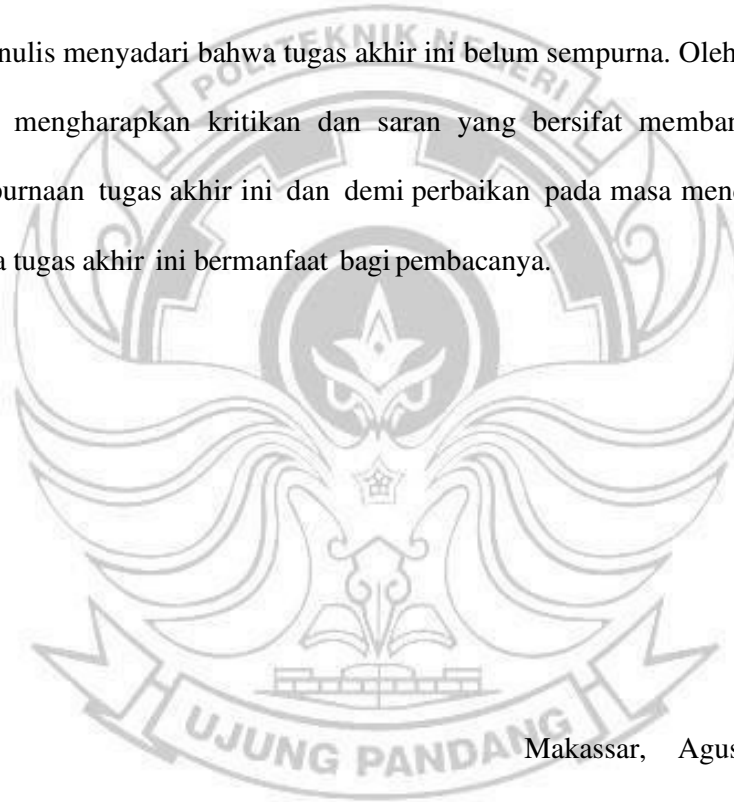 POLITEKNIK NEGERI
nulis menyadari bahwa tugas akhir ini belum sempurna. Oleh
mengharapkan kritikan dan saran yang bersifat memban
purnaan tugas akhir ini dan demi perbaikan pada masa men
a tugas akhir ini bermanfaat bagi pembacanya.
UJUNG PANDANG
Makassar, Agus